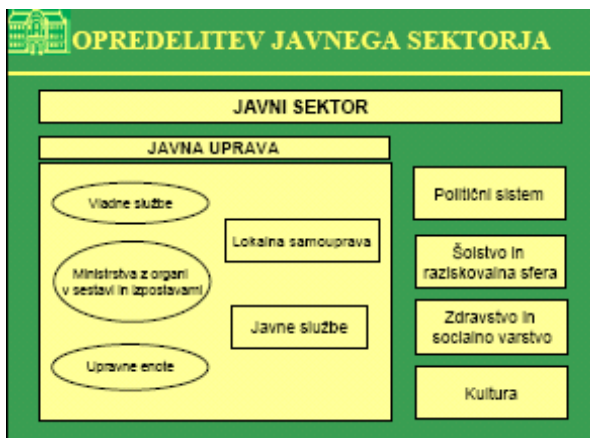 OPREDELITEV JAVNEGA SEKTORJA
JAVNI SEKTOR
JAVNA UPRAVA
Vladne službe
Ministrstva z organi
v sestavi in izpostavami
Upravne enote
Lokalna samouprava
Javne službe
Politični sistem
Šolstvo in
raziskovalna sfera
Zdravstvo in
socialno varstvo
Kultura